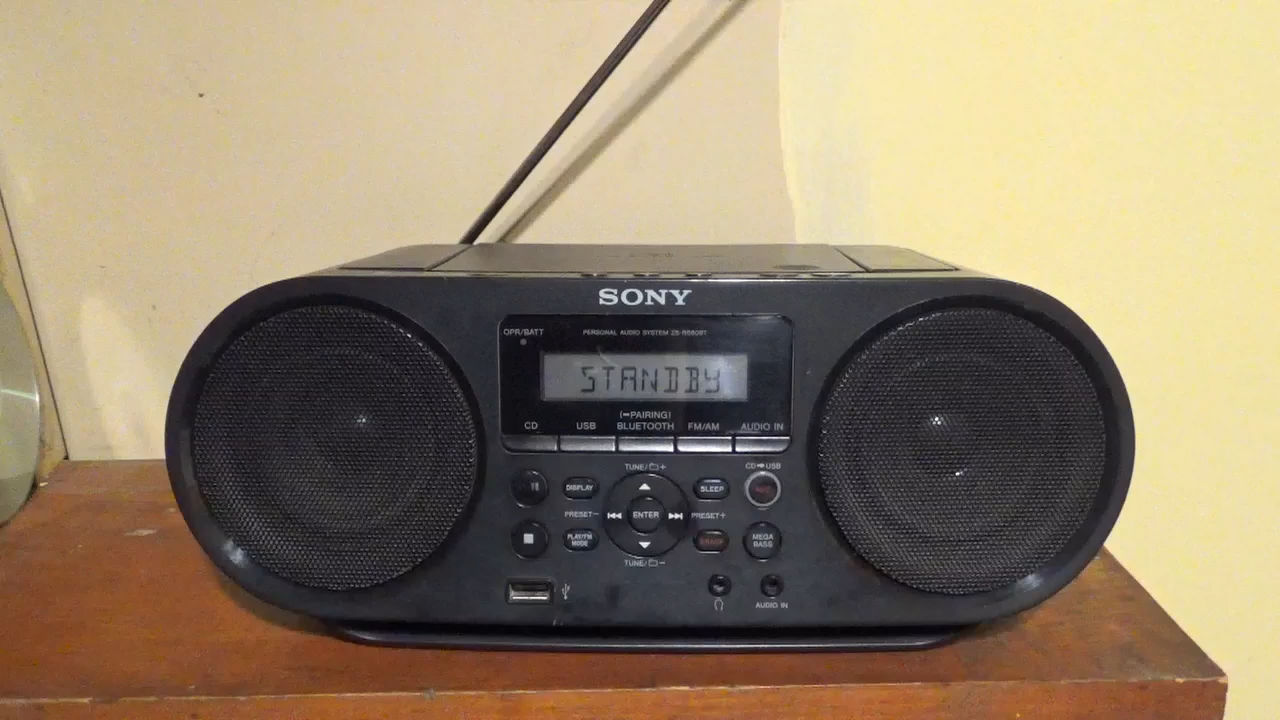 SONY
OPR/BATT
PERSONAL AUDIO SYSTEM ZS-RS60BT
STANDBY
(━PAIRING)
CD USB BLUETOOTH FM/AM AUDIO IN
TUNE/ + CD➡USB
DISPLAY SLEEP
PRESET− ENTER PRESET+
PLAY/FM MODE ERASE MEGA BASS
TUNE/ −
AUDIO IN